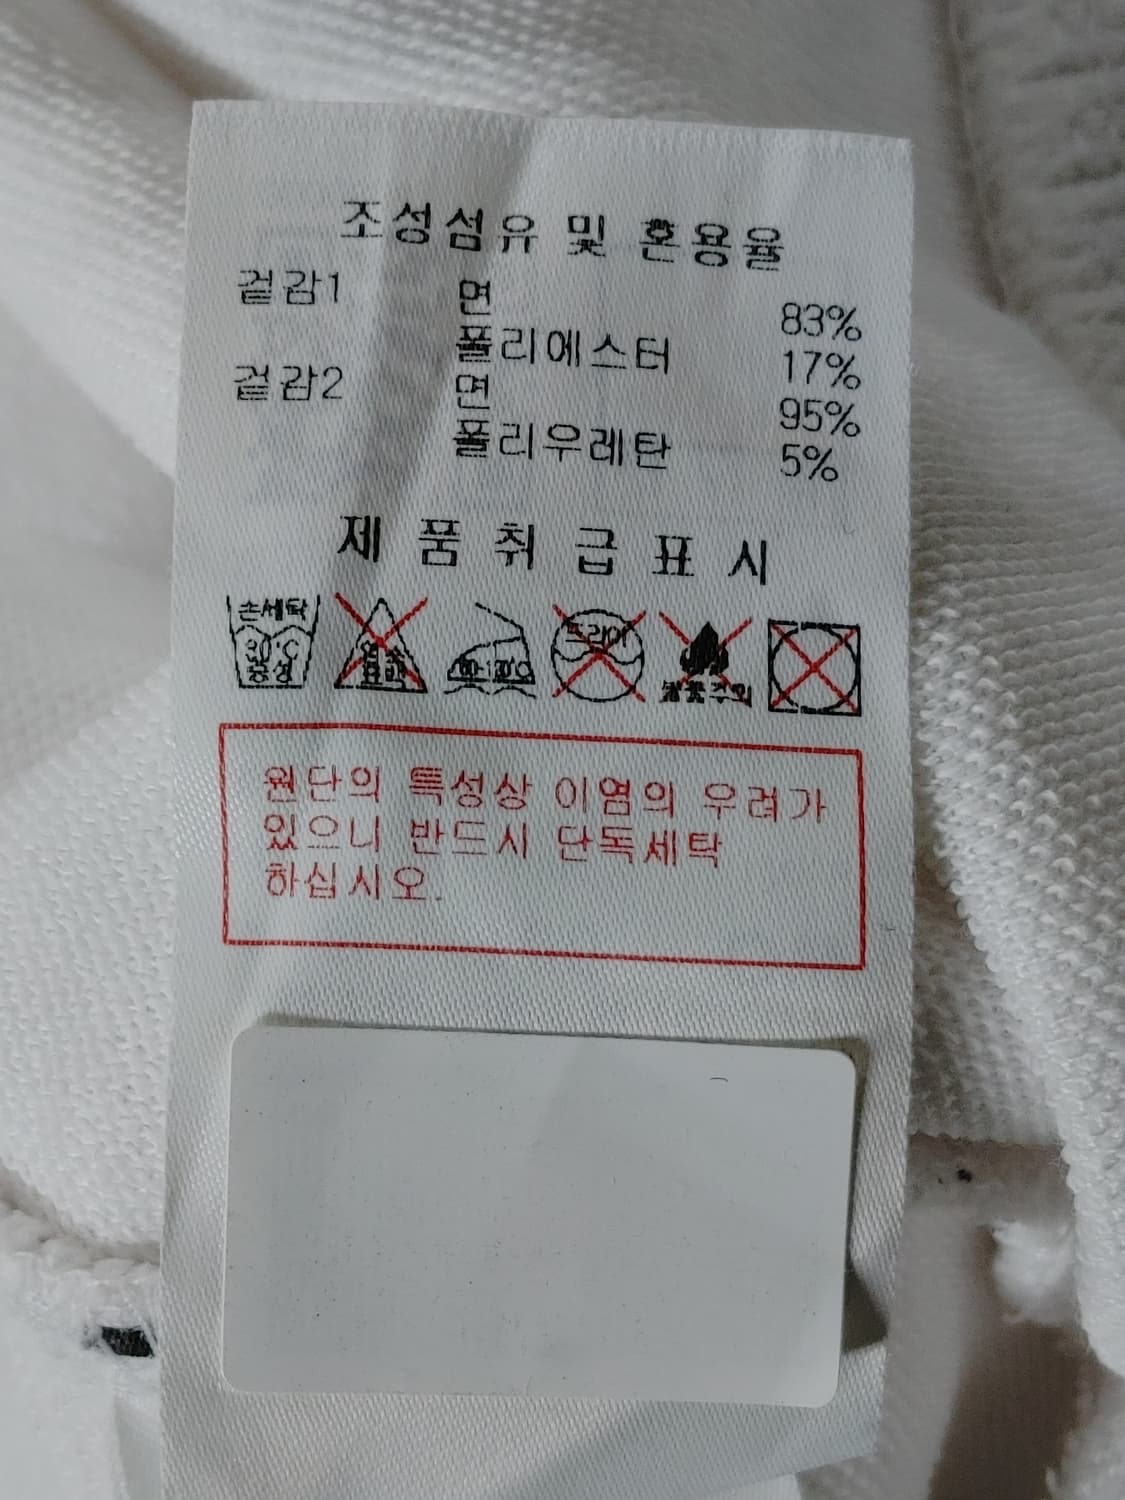 조성섬유 및 혼용율
겉감1 면 83%
폴리에스터 17%
겉감2 면 95%
폴리우레탄 5%
제품취급표시
손세탁 드라이
30℃
중성
원단의 특성상 이염의 우려가
있으니 반드시 단독세탁
하십시오.